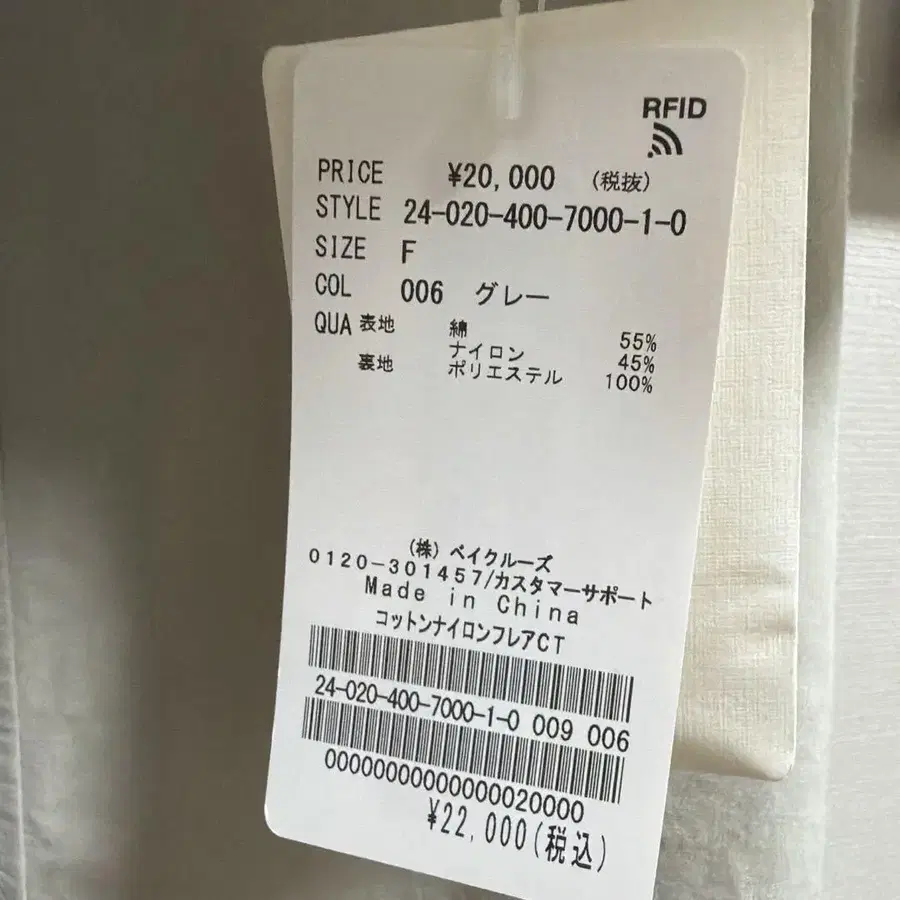 RFID
PRICE ¥20,000 (税抜)
STYLE 24-020-400-7000-1-0
SIZE F
COL 006 グレー
QUA 表地 綿 55%
ナイロン 45%
裏地 ポリエステル 100%
(株) ベイクルーズ
0120-301457/カスタマーサポート
Made in China
コットンナイロンフレアCT
24-020-400-7000-1-0 009 006
00000000000000020000
¥22,000(税込)